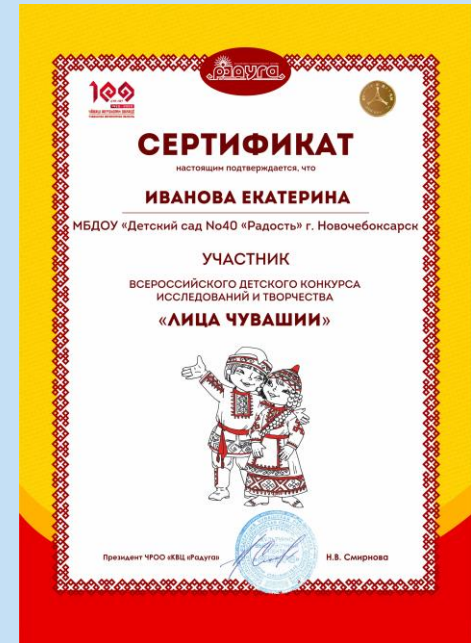 радуга
100
СЕРТИФИКАТ
настоящим подтверждается, что
ИВАНОВА ЕКАТЕРИНА
МБДОУ «Детский сад No40 «Радость» г. Новочебоксарск
УЧАСТНИК
ВСЕРОССИЙСКОГО ДЕТСКОГО КОНКУРСА
ИССЛЕДОВАНИЙ И ТВОРЧЕСТВА
«ЛИЦА ЧУВАШИИ»
Президент ЧРОО «КВЦ «Радуга» Н.В. Смирнова